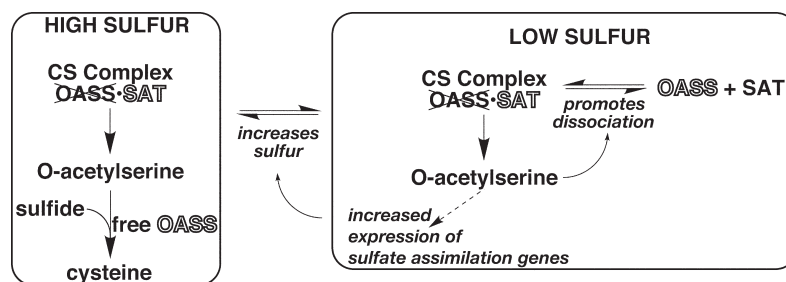 HIGH SULFUR
CS Complex
OASS•SAT
O-acetylserine
sulfide
free OASS
cysteine
increases
sulfur
LOW SULFUR
CS Complex
OASS•SAT
OASS + SAT
promotes
dissociation
O-acetylserine
increased
expression of
sulfate assimilation genes